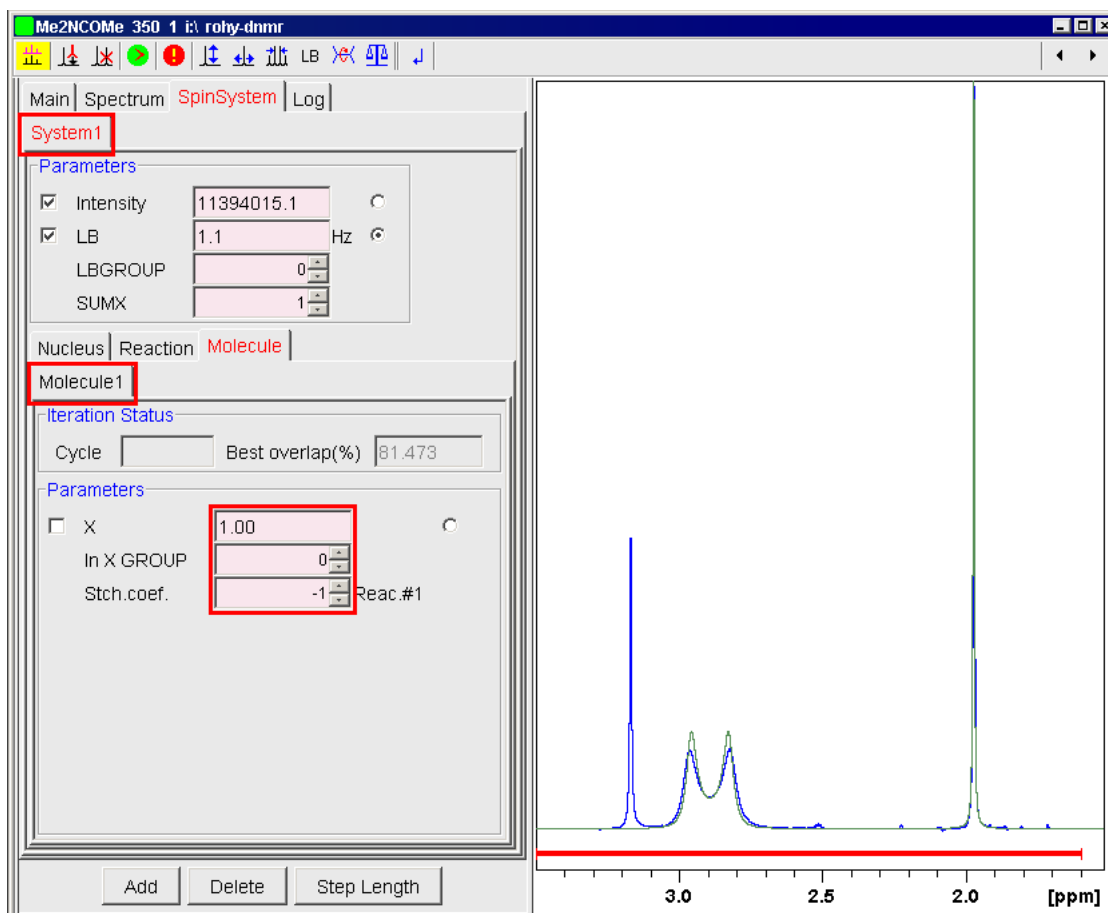 Me2NCOMe 350 1 i:\ rohy-dnmr
LB
Main Spectrum SpinSystem Log
System1
Parameters
Intensity 11394015.1
LB 1.1 Hz
LBGROUP 0
SUMX 1
Nucleus Reaction Molecule
Molecule1
Iteration Status
Cycle Best overlap(%) 81.473
Parameters
X 1.00
In X GROUP 0
Stch.coef. -1 Reac.#1
Add Delete Step Length
3.0 2.5 2.0 [ppm]